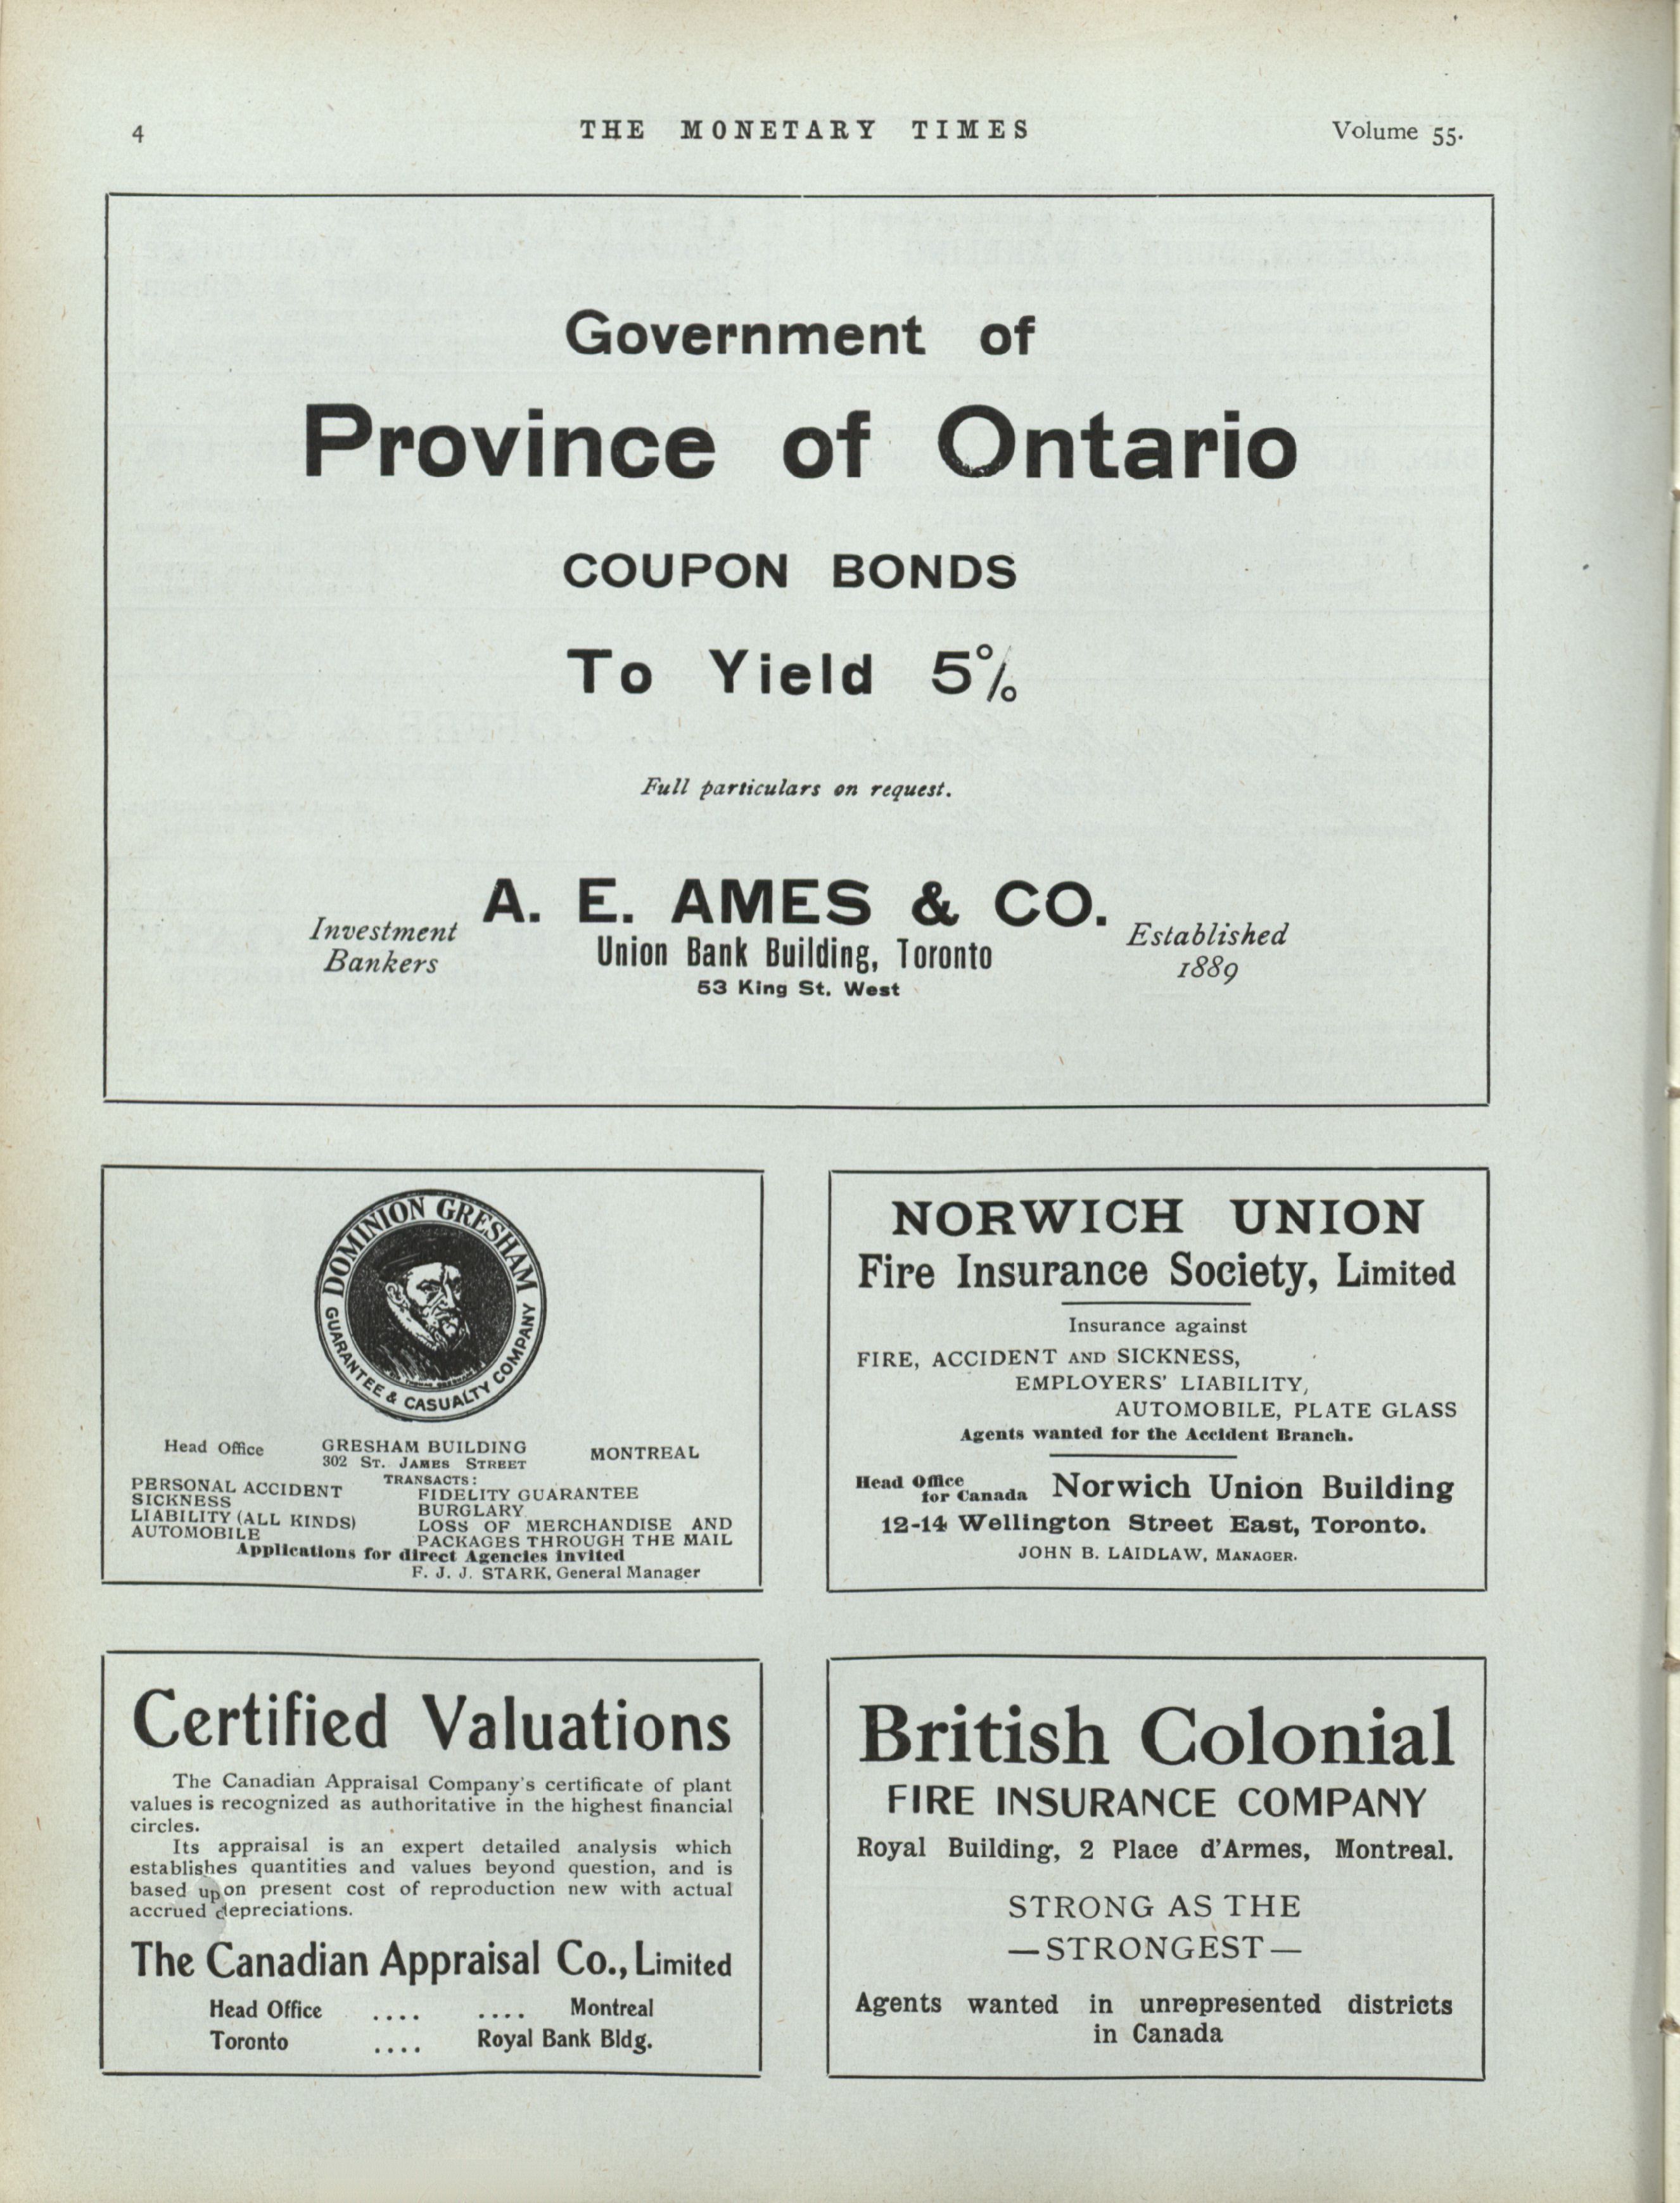 4
THE MONETARY TIMES
Volume 55.
Government of
Province of Ontario
COUPON BONDS
To Yield 5%
Full particulars on request.
A. E. AMES & CO.
Investment
Bankers
Union Bank Building, Toronto
53 King St. West
Established
1889
DOMINION GRESHAM
GUARANTEE & CASUALTY COMPANY
Head Office
GRESHAM BUILDING
302 ST. JAMES STREET
MONTREAL
TRANSACTS:
PERSONAL ACCIDENT
SICKNESS
LIABILITY (ALL KINDS)
AUTOMOBILE
FIDELITY GUARANTEE
BURGLARY
LOSS OF MERCHANDISE AND
PACKAGES THROUGH THE MAIL
Applications for direct Agencies invited
F. J. J. STARK, General Manager
NORWICH UNION
Fire Insurance Society, Limited
Insurance against
FIRE, ACCIDENT AND SICKNESS,
EMPLOYERS' LIABILITY,
AUTOMOBILE, PLATE GLASS
Agents wanted for the Accident Branch.
Head Office
for Canada
Norwich Union Building
12-14 Wellington Street East, Toronto.
JOHN B. LAIDLAW, MANAGER.
Certified Valuations
The Canadian Appraisal Company's certificate of plant
values is recognized as authoritative in the highest financial
circles.
Its appraisal is an expert detailed analysis which
establishes quantities and values beyond question, and is
based upon present cost of reproduction new with actual
accrued depreciations.
The Canadian Appraisal Co., Limited
Head Office .... .... Montreal
Toronto .... Royal Bank Bldg.
British Colonial
FIRE INSURANCE COMPANY
Royal Building, 2 Place d'Armes, Montreal.
STRONG AS THE
—STRONGEST—
Agents wanted in unrepresented districts
in Canada